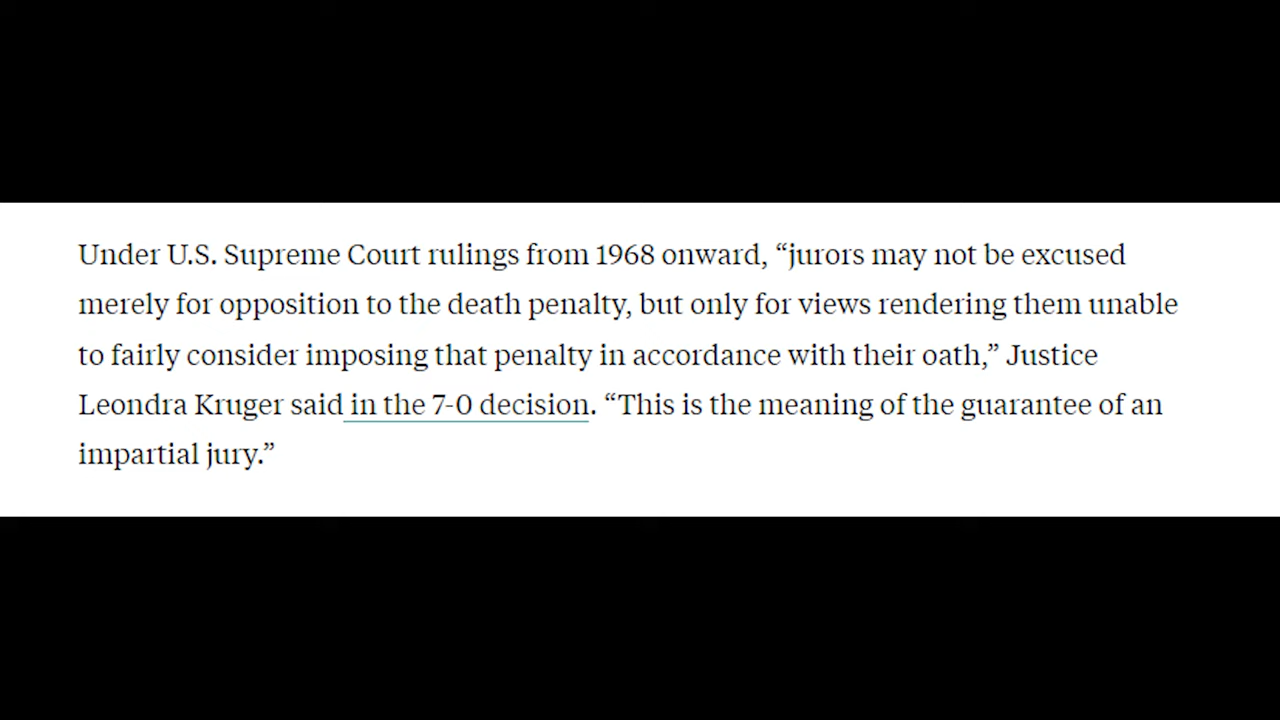 Under U.S. Supreme Court rulings from 1968 onward, “jurors may not be excused
merely for opposition to the death penalty, but only for views rendering them unable
to fairly consider imposing that penalty in accordance with their oath,” Justice
Leondra Kruger said in the 7-0 decision. “This is the meaning of the guarantee of an
impartial jury.”